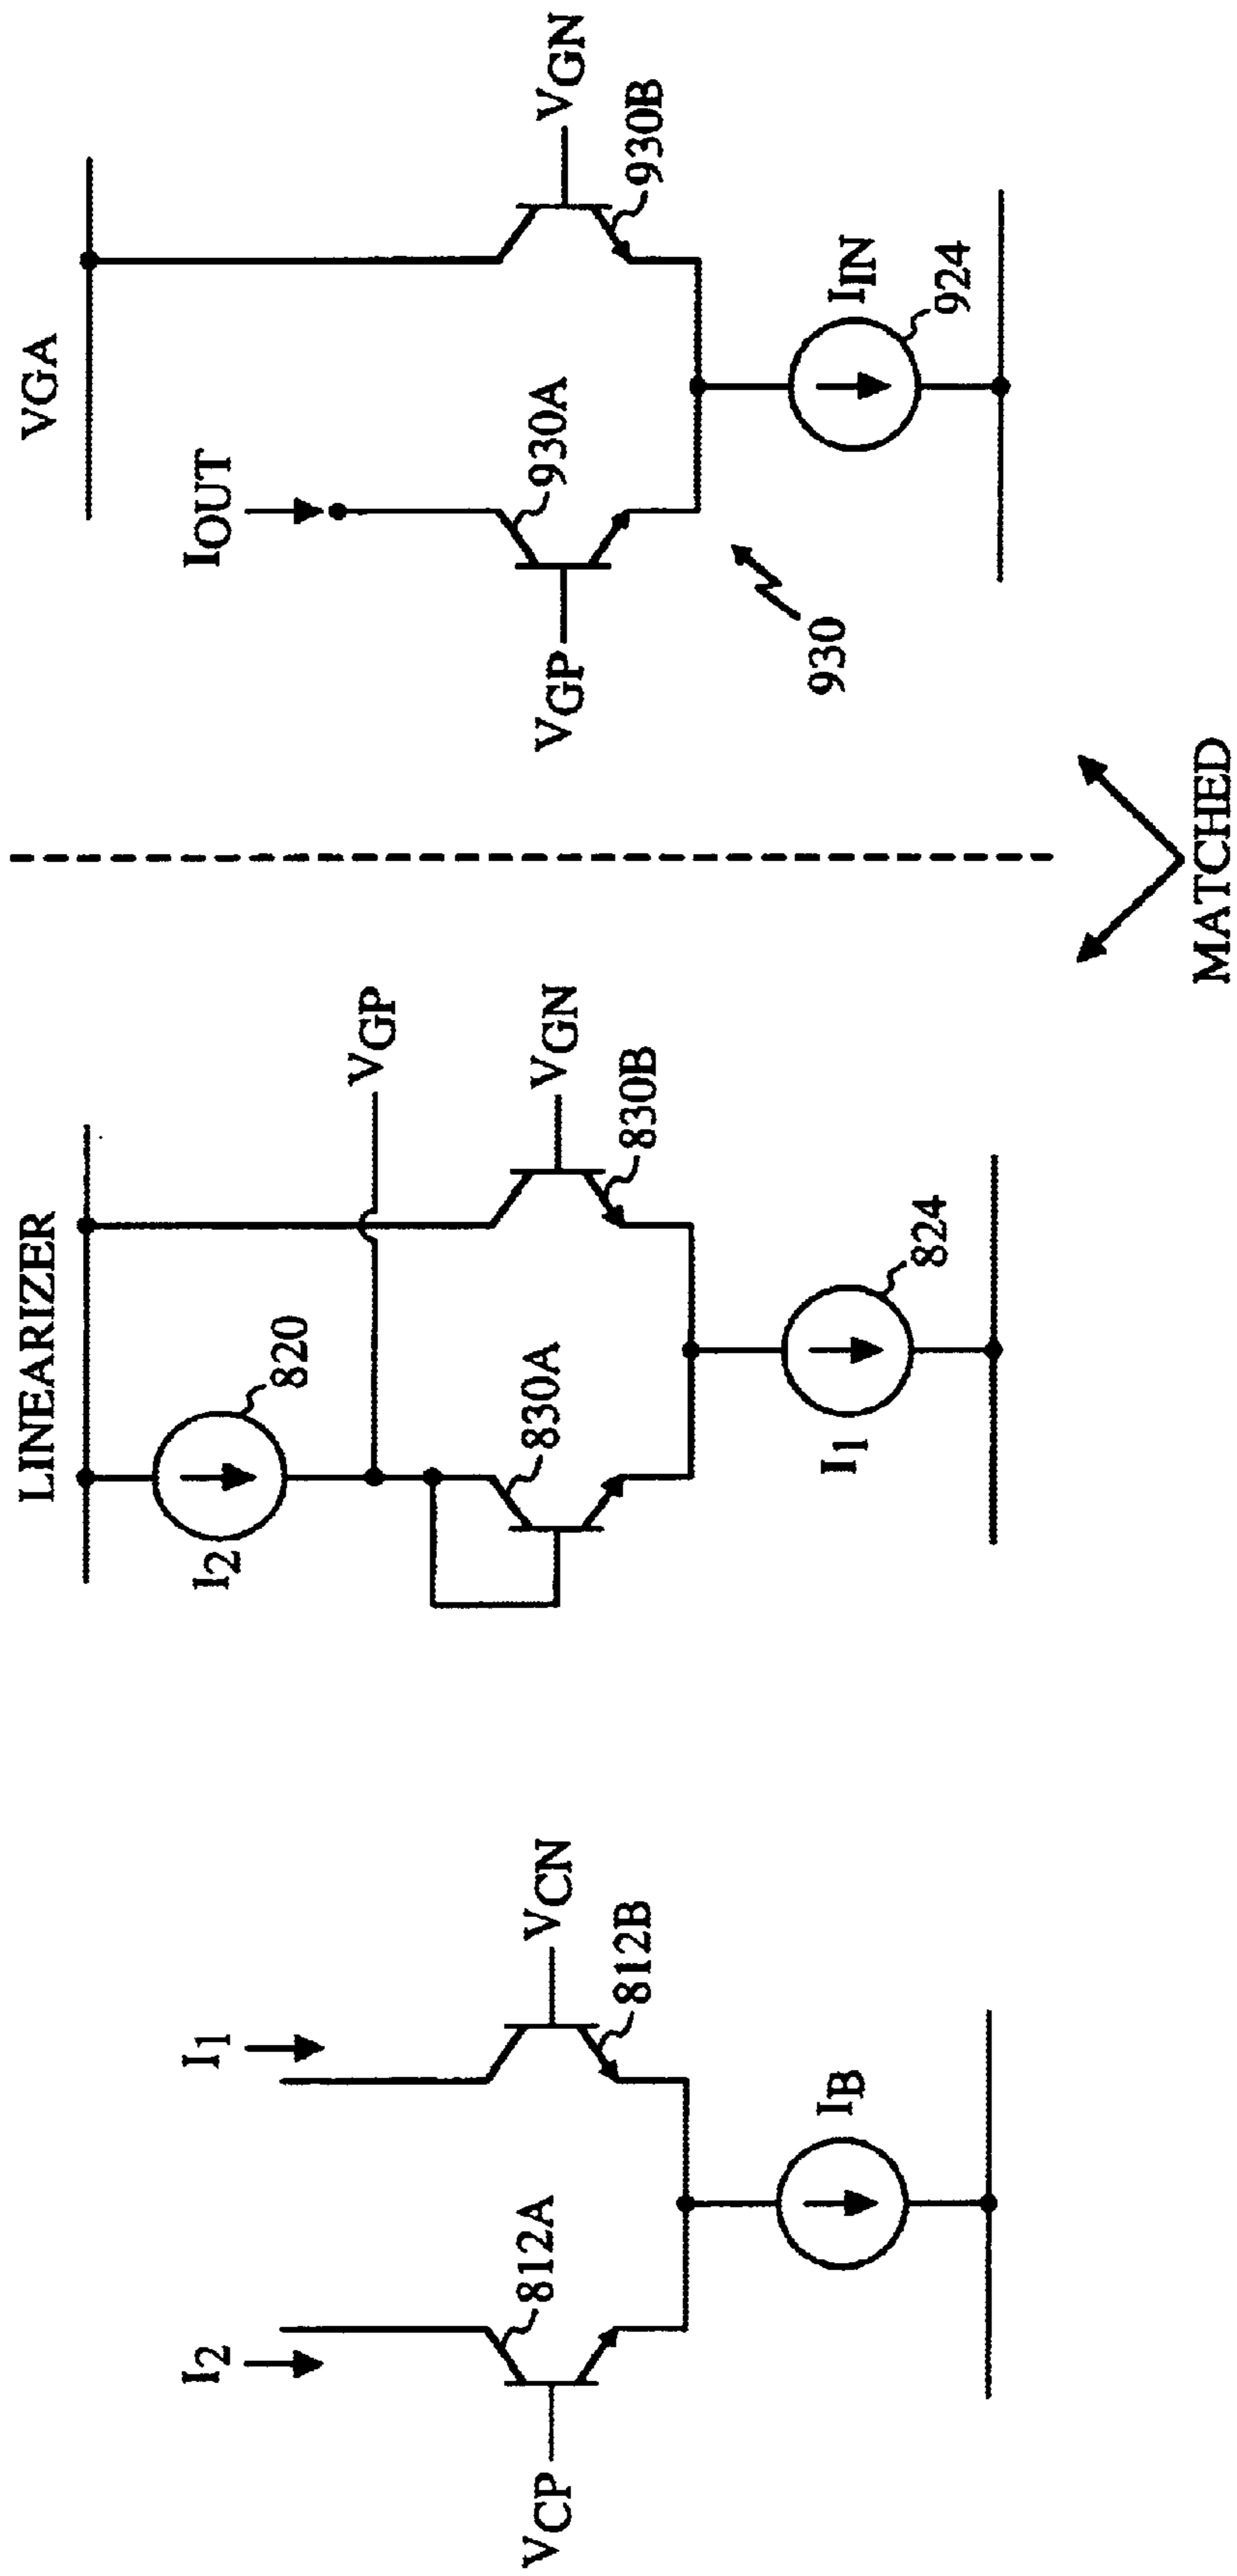 I2
I1
VCP
812A
VCN
812B
IB
LINEARIZER
I2
820
VGP
830A
VGN
830B
I1
824
VGA
IOUT
930A
VGP
VGN
930B
930
IIN
924
MATCHED